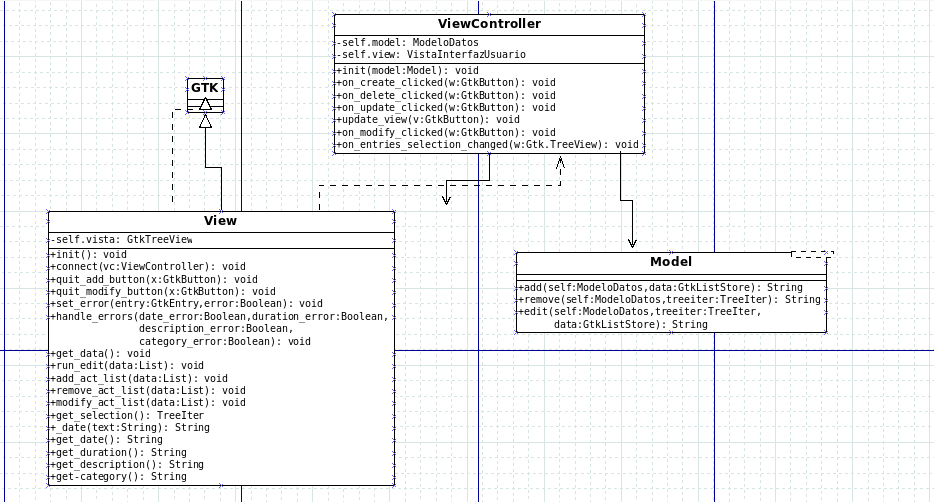 ViewController
-self.model: ModeloDatos
-self.view: VistaInterfazUsuario
+init(model:Model): void
+on_create_clicked(w:GtkButton): void
+on_delete_clicked(w:GtkButton): void
+on_update_clicked(w:GtkButton): void
+update_view(v:GtkButton): void
+on_modify_clicked(w:GtkButton): void
+on_entries_selection_changed(w:Gtk.TreeView): void
GTK
View
-self.vista: GtkTreeView
+init(): void
+connect(vc:ViewController): void
+quit_add_button(x:GtkButton): void
+quit_modify_button(x:GtkButton): void
+set_error(entry:GtkEntry,error:Boolean): void
+handle_errors(date_error:Boolean,duration_error:Boolean,
description_error:Boolean,
category_error:Boolean): void
+get_data(): void
+run_edit(data:List): void
+add_act_list(data:List): void
+remove_act_list(data:List): void
+modify_act_list(data:List): void
+get_selection(): TreeIter
+_date(text:String): String
+get_date(): String
+get_duration(): String
+get_description(): String
+get-category(): String
Model
+add(self:ModeloDatos,data:GtkListStore): String
+remove(self:ModeloDatos,treeiter:TreeIter): String
+edit(self:ModeloDatos,treiter:TreeIter,
data:GtkListStore): String